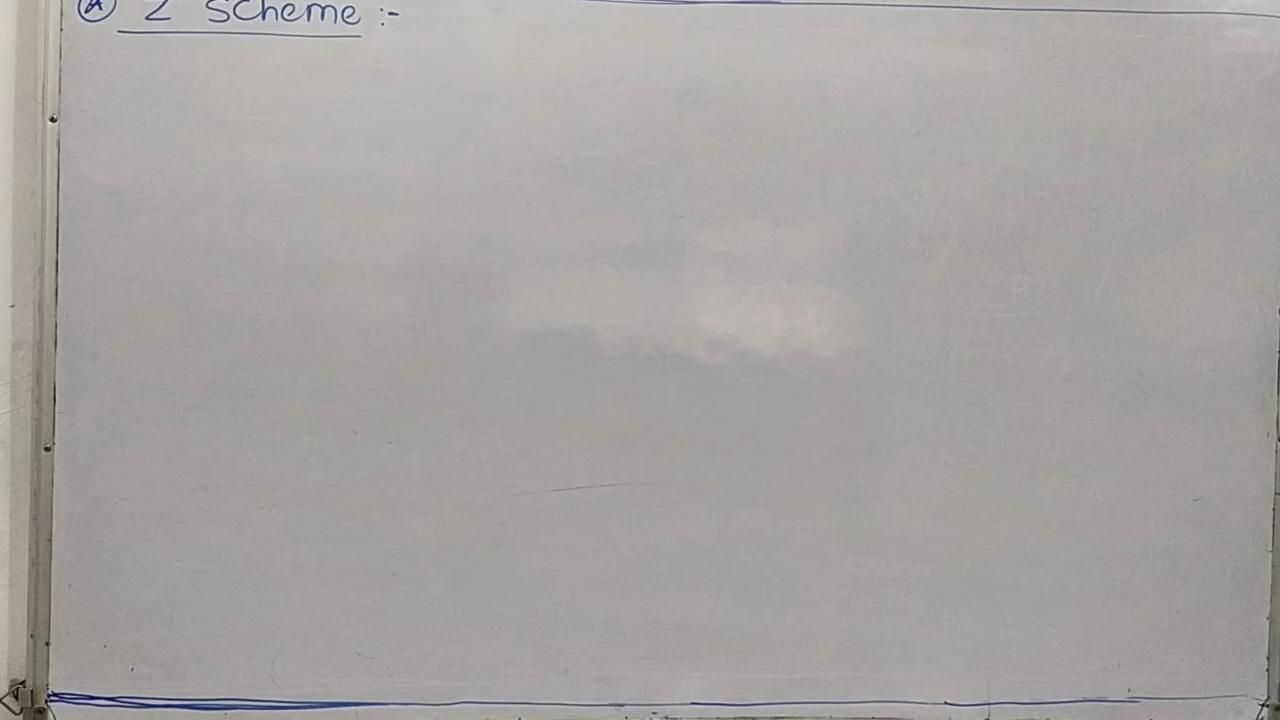 Ⓐ Z Scheme :-